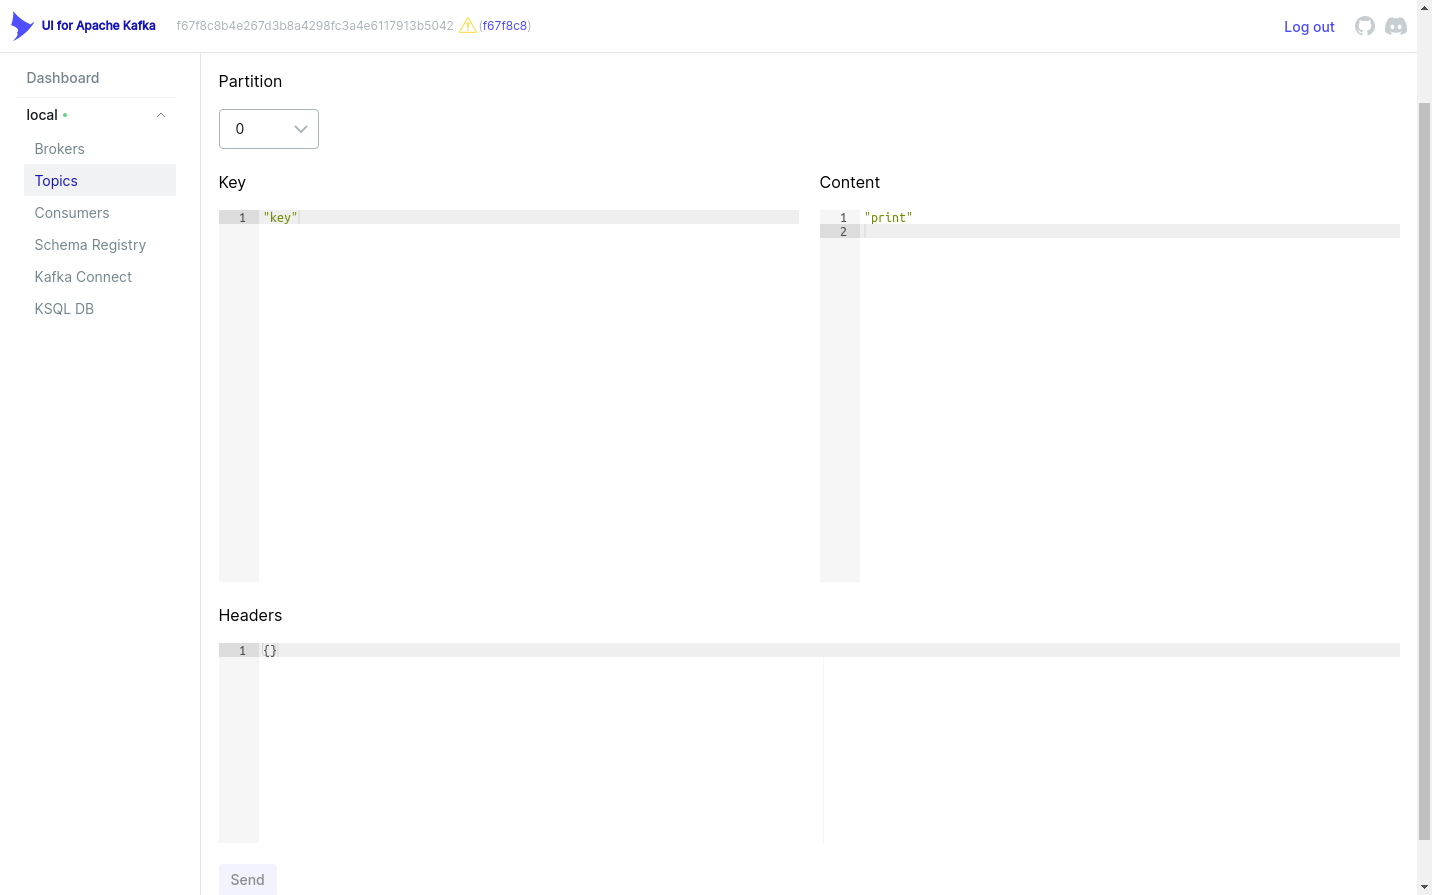 UI for Apache Kafka f67f8c8b4e267d3b8a4298fc3a4e6117913b5042 (f67f8c8) Log out
Dashboard
local
Brokers
Topics
Consumers
Schema Registry
Kafka Connect
KSQL DB
Partition
0
Key
1 "key"
Content
1 "print"
2
Headers
1 {}
Send